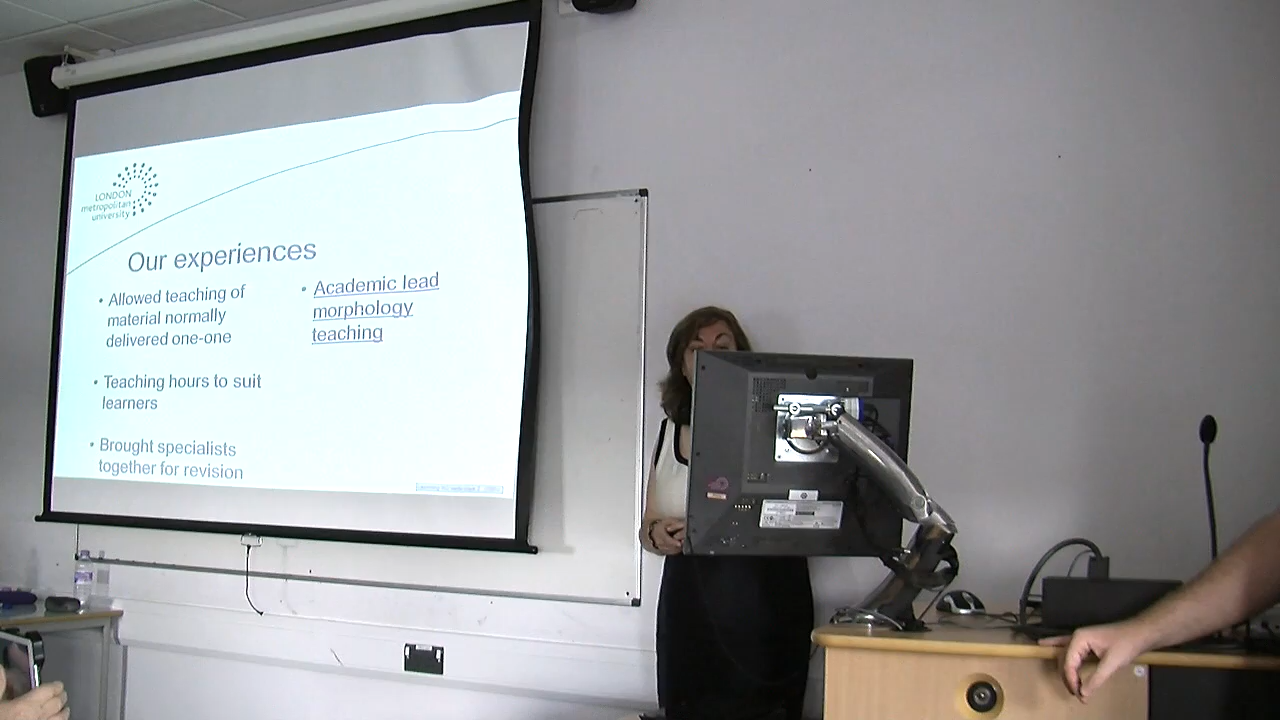 LONDON
metropolitan
university
Our experiences
• Allowed teaching of
material normally
delivered one-one
• Teaching hours to suit
learners
• Brought specialists
together for revision
• Academic lead
morphology
teaching